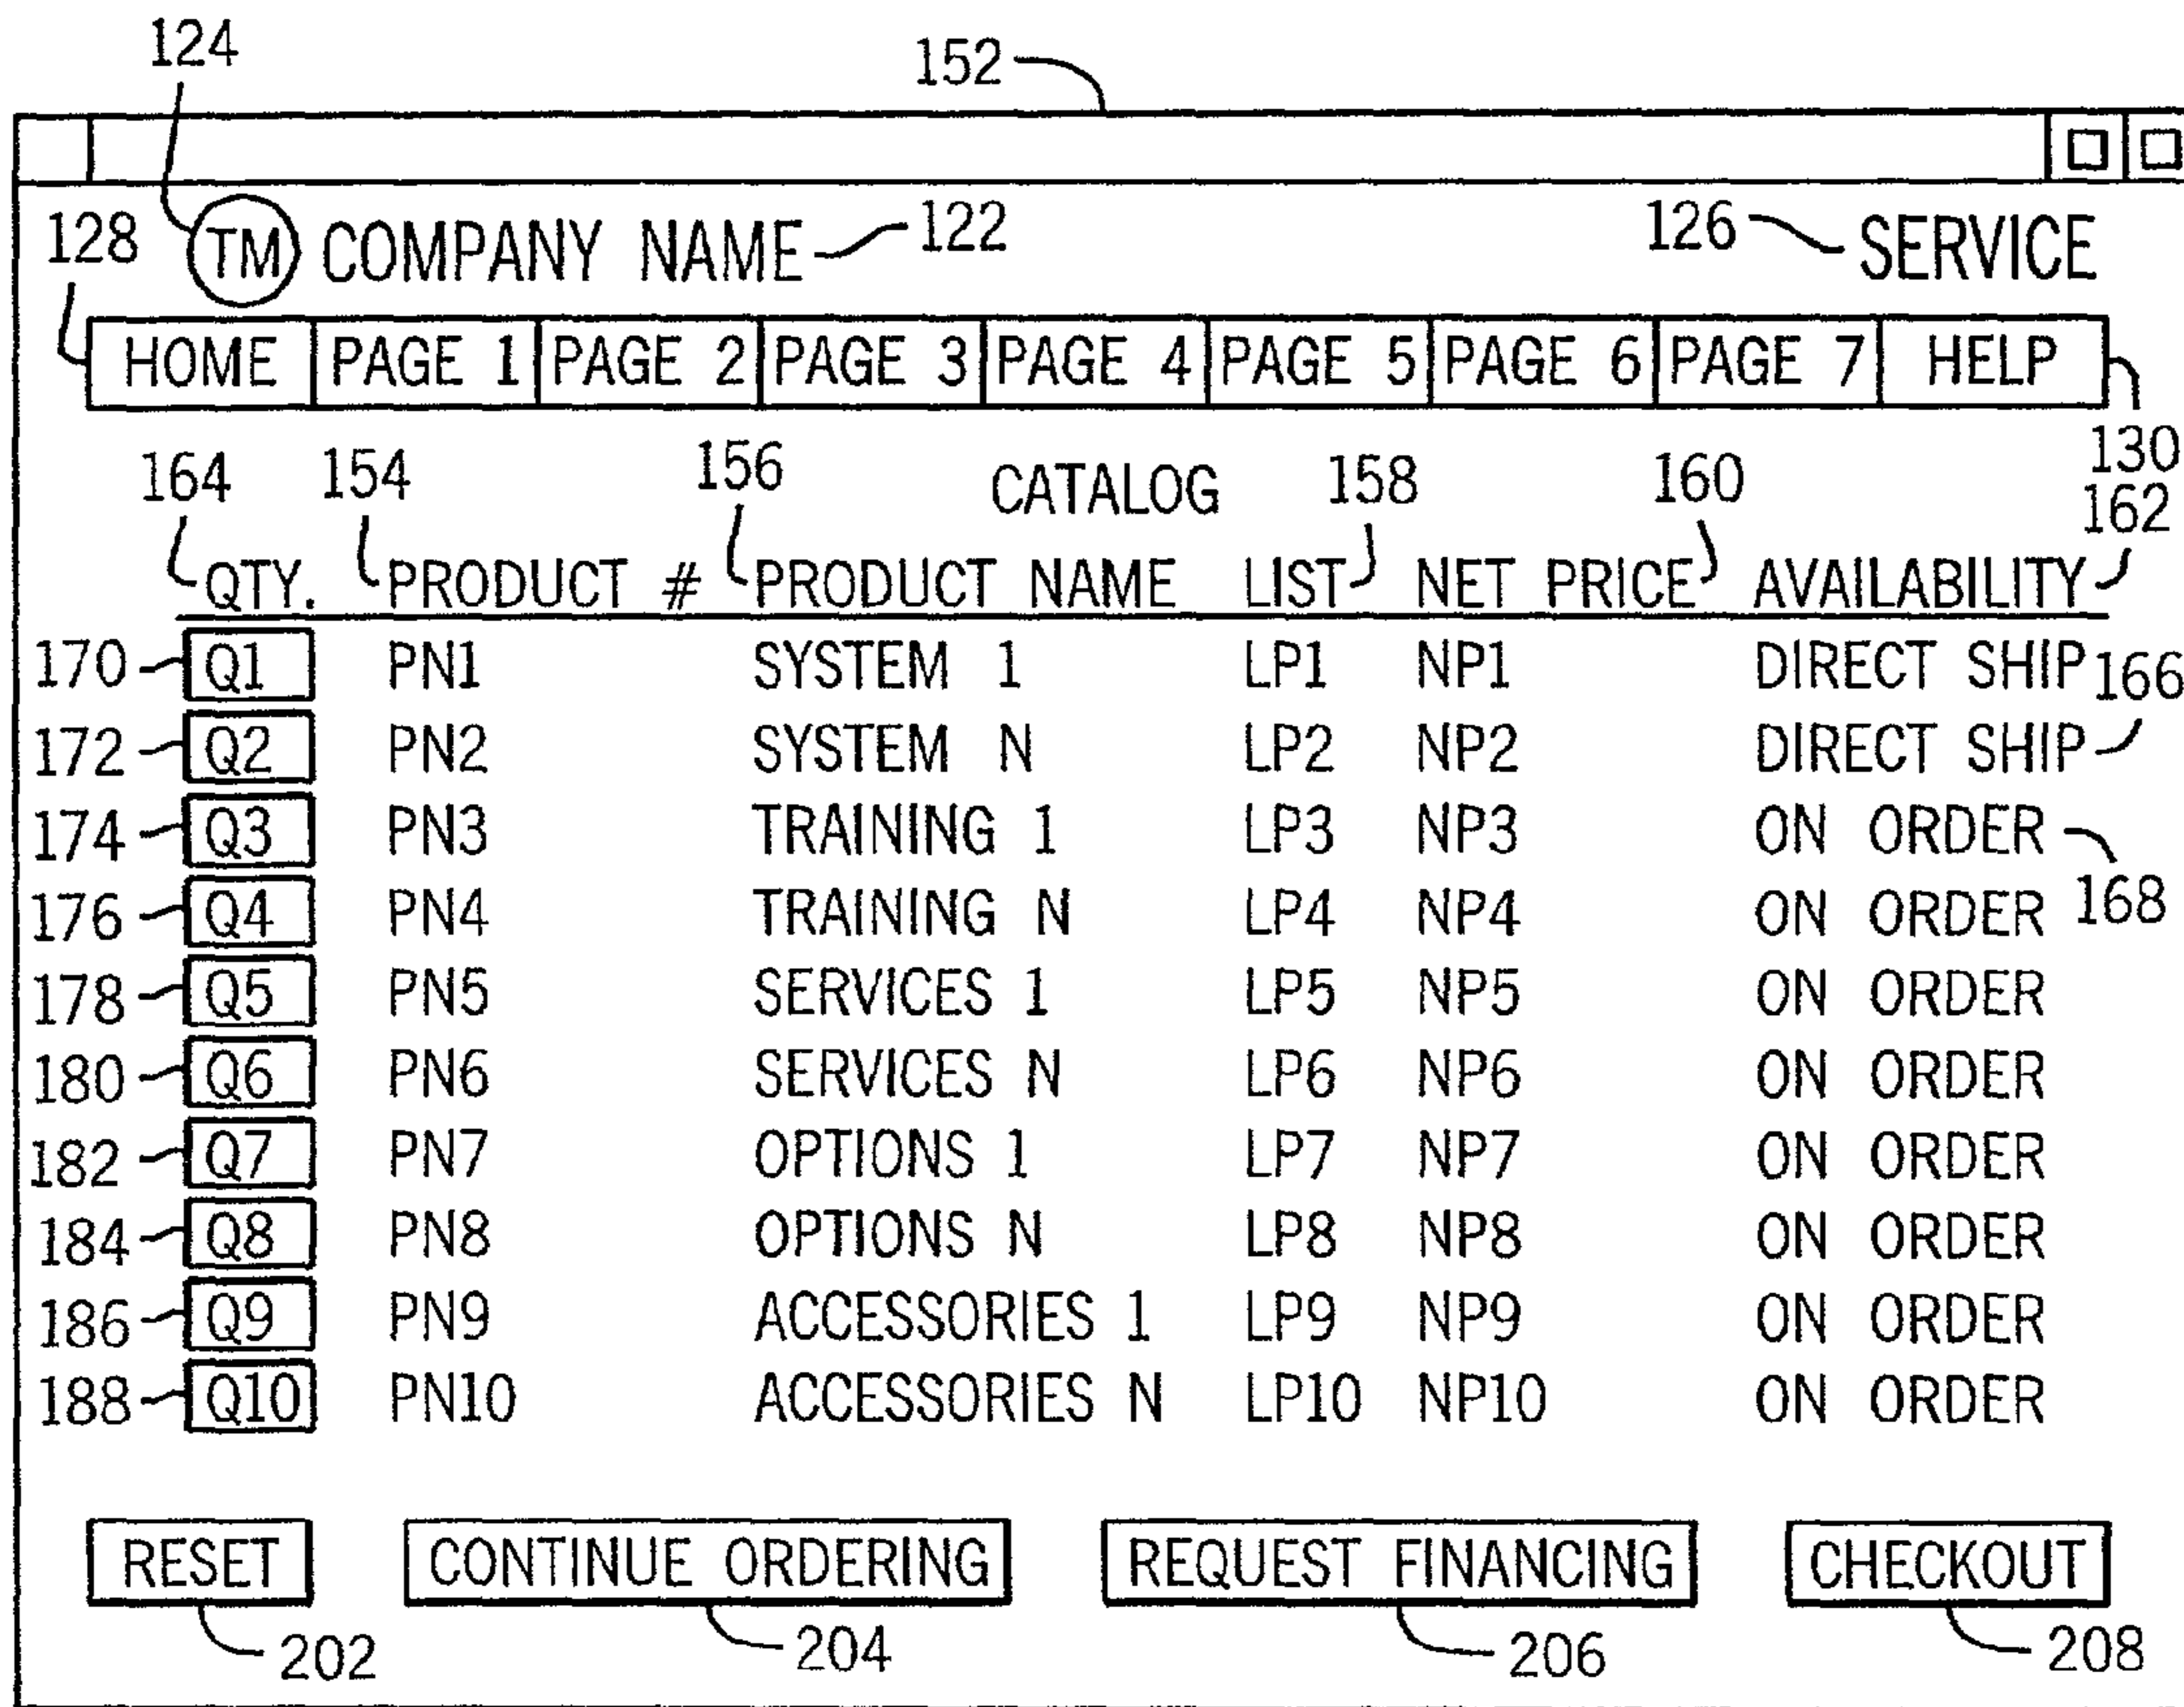 124
152
128 TM COMPANY NAME 122 126 SERVICE
HOME PAGE 1 PAGE 2 PAGE 3 PAGE 4 PAGE 5 PAGE 6 PAGE 7 HELP
130
164 154 156 CATALOG 158 160 162
QTY. PRODUCT # PRODUCT NAME LIST NET PRICE AVAILABILITY
170 Q1 PN1 SYSTEM 1 LP1 NP1 DIRECT SHIP 166
172 Q2 PN2 SYSTEM N LP2 NP2 DIRECT SHIP
174 Q3 PN3 TRAINING 1 LP3 NP3 ON ORDER
176 Q4 PN4 TRAINING N LP4 NP4 ON ORDER 168
178 Q5 PN5 SERVICES 1 LP5 NP5 ON ORDER
180 Q6 PN6 SERVICES N LP6 NP6 ON ORDER
182 Q7 PN7 OPTIONS 1 LP7 NP7 ON ORDER
184 Q8 PN8 OPTIONS N LP8 NP8 ON ORDER
186 Q9 PN9 ACCESSORIES 1 LP9 NP9 ON ORDER
188 Q10 PN10 ACCESSORIES N LP10 NP10 ON ORDER
RESET CONTINUE ORDERING REQUEST FINANCING CHECKOUT
202 204 206 208